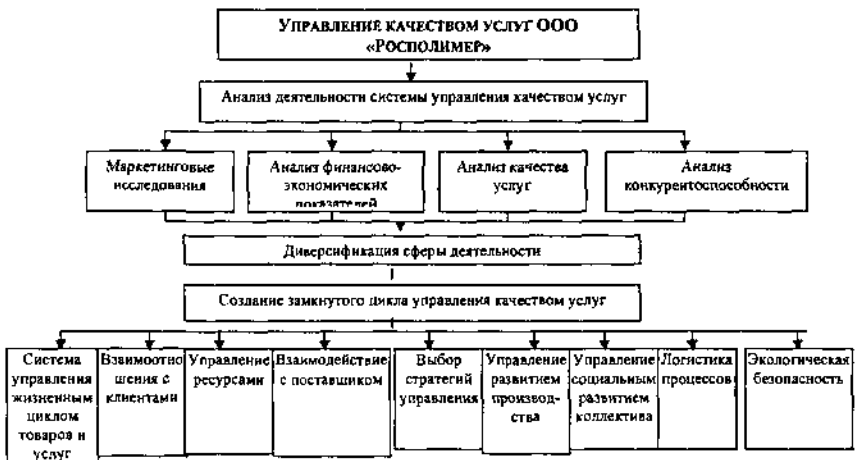 УПРАВЛЕНИЕ КАЧЕСТВОМ УСЛУГ ООО
«РОСПОЛИМЕР»
Анализ деятельности системы управления качеством услуг
Маркетинговые
исследования
Анализ финансово-
экономических
показателей
Анализ качества
услуг
Анализ
конкурентоспособности
Диверсификация сферы деятельности
Создание замкнутого цикла управления качеством услуг
Система
управления
жизненным
циклом
товаров и
услуг
Взаимоотно
шения с
клиентами
Управление
ресурсами
Взаимодействие
с поставщиком
Выбор
стратегий
управления
Управление
развитием
производ-
ства
Управление
социальным
развитием
коллектива
Логистика
процессов
Экологическая
безопасность